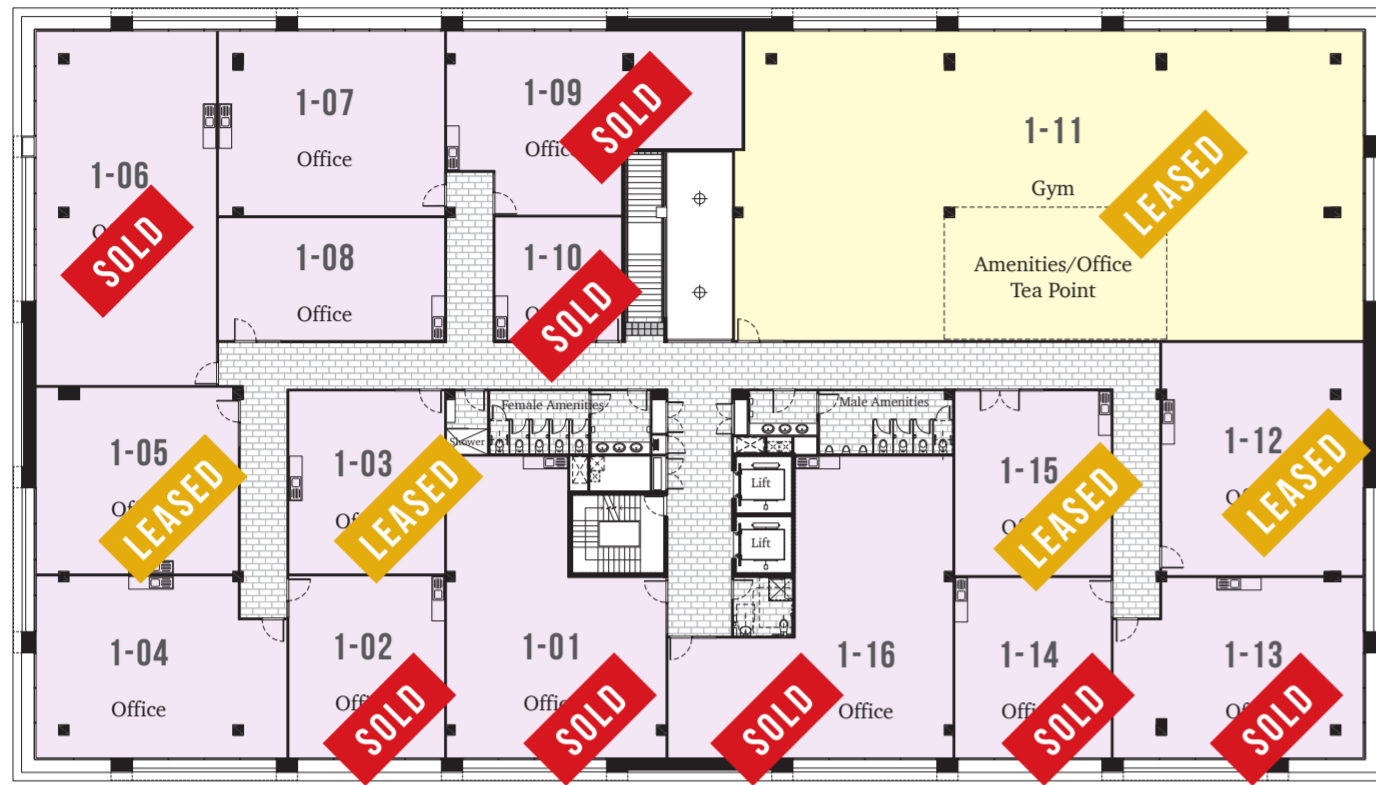 1-07
Office
1-09
SOLD
1-11
Gym
LEASED
Amenities/Office
Tea Point
1-06
SOLD
1-08
Office
1-10
SOLD
Female Amenities
Shower
Male Amenities
1-05
LEASED
1-03
LEASED
Lift
Lift
1-15
LEASED
1-12
LEASED
1-04
Office
1-02
SOLD
1-01
SOLD
1-16
Office
SOLD
1-14
SOLD
1-13
SOLD